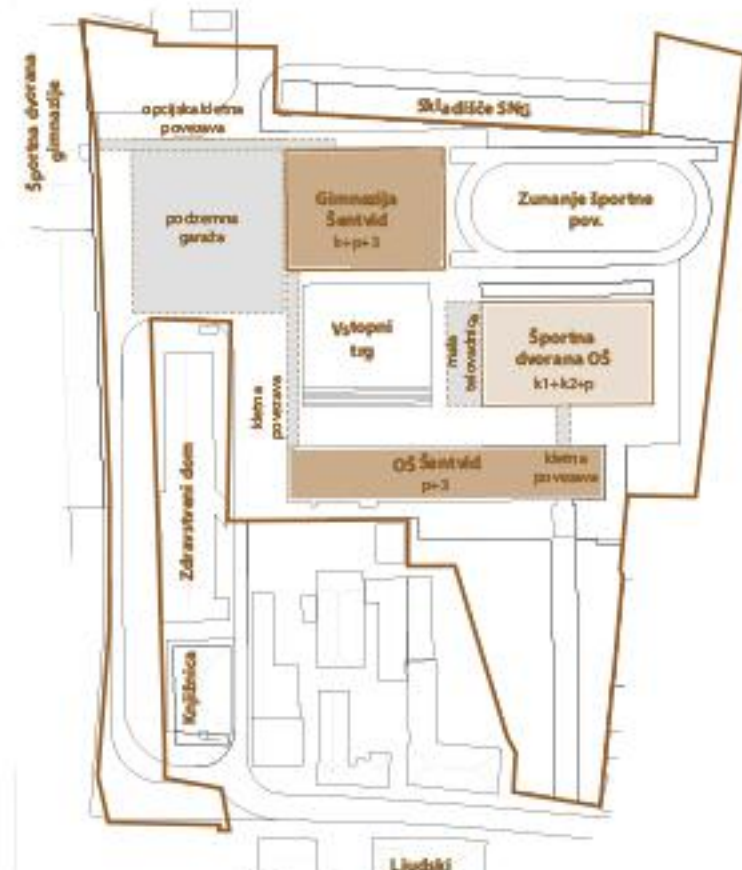 Športna dvorana
gimnazije
opcijska kletna
povezava
Skladišče SNG
podzemna
garaža
Gimnazija
Šentvid
k+p+3
Zunanje športne
pov.
Vstopni
trg
mala
telovadnica
Športna
dvorana OŠ
k1+k2+p
kletna
povezava
OŠ Šentvid
p+3
kletna
povezava
Zdravstveni dom
Knjižnica
Ljudski